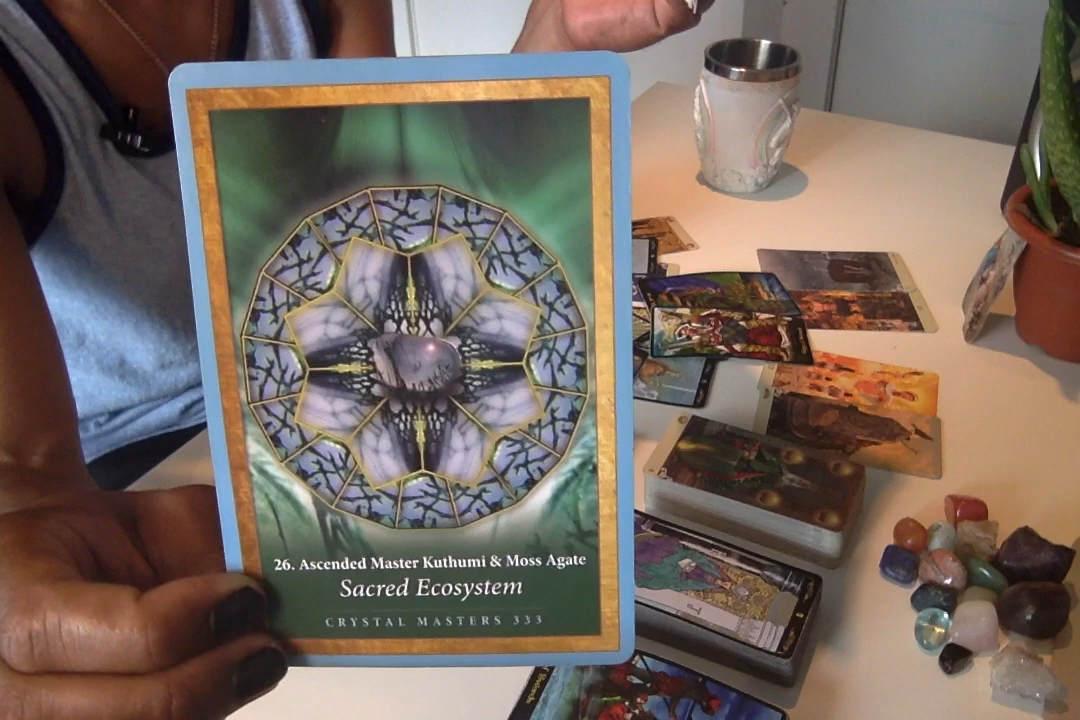 26. Ascended Master Kuthumi & Moss Agate
Sacred Ecosystem
CRYSTAL MASTERS 333